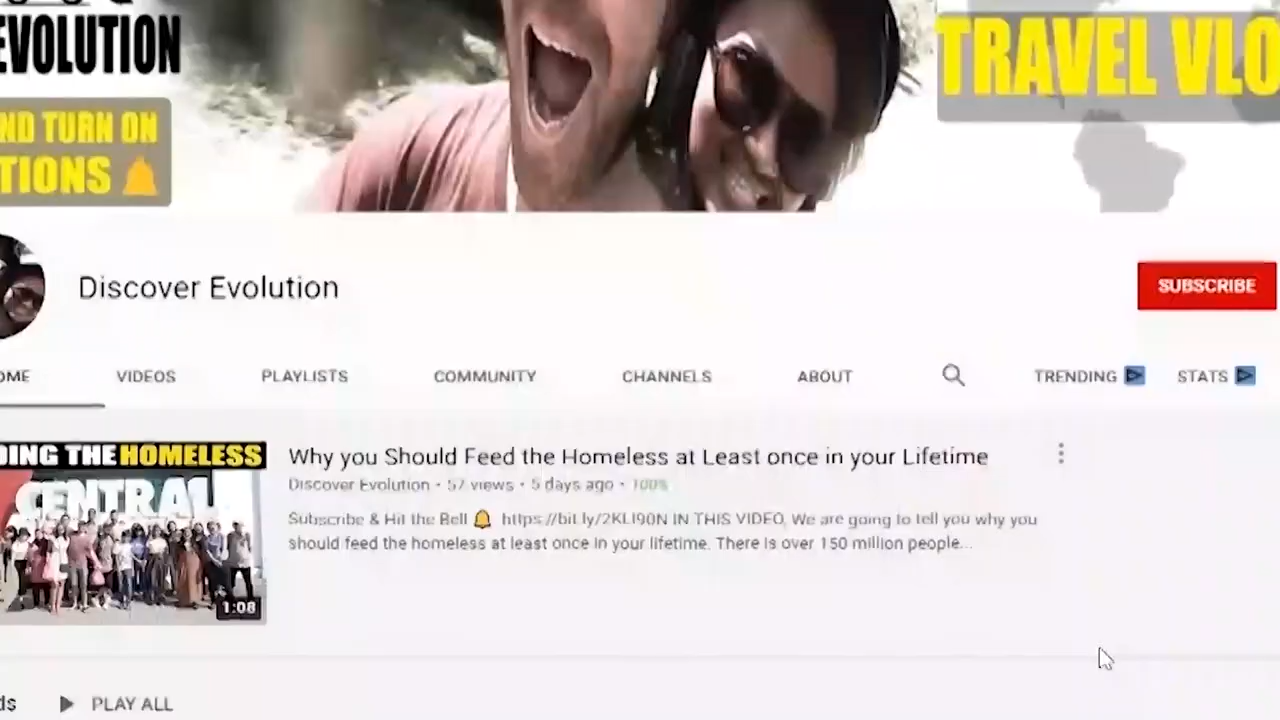 EVOLUTION
TRAVEL VLO
ND TURN ON
TIONS
Discover Evolution
SUBSCRIBE
OME VIDEOS PLAYLISTS COMMUNITY CHANNELS ABOUT TRENDING STATS
DING THE HOMELESS
CENTRAL
1:08
Why you Should Feed the Homeless at Least once in your Lifetime
Discover Evolution • 57 views • 5 days ago • 100%
Subscribe & Hit the Bell 🔔 https://bit.ly/2KLI90N IN THIS VIDEO, We are going to tell you why you
should feed the homeless at least once in your lifetime. There is over 150 million people...
ds PLAY ALL